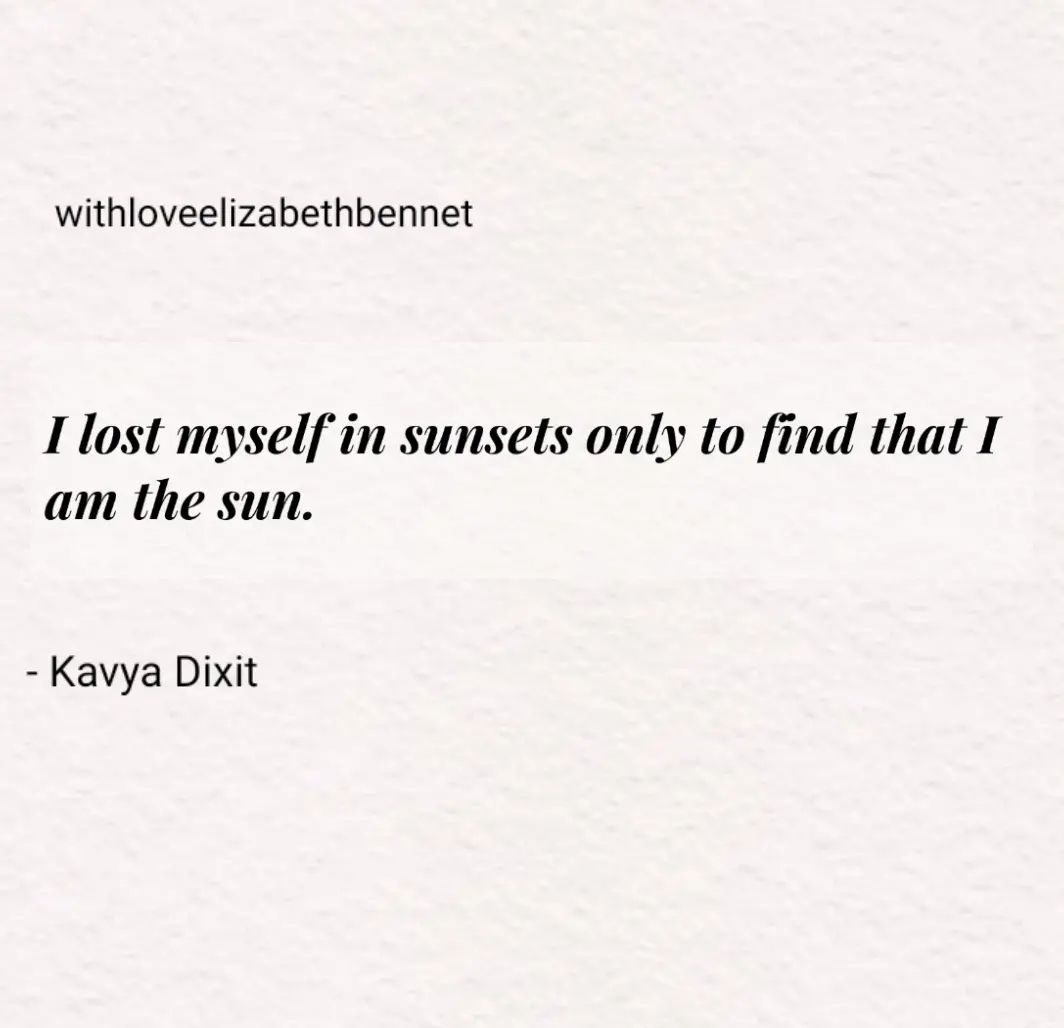 withloveelizabethbennet
I lost myself in sunsets only to find that I
am the sun.
- Kavya Dixit